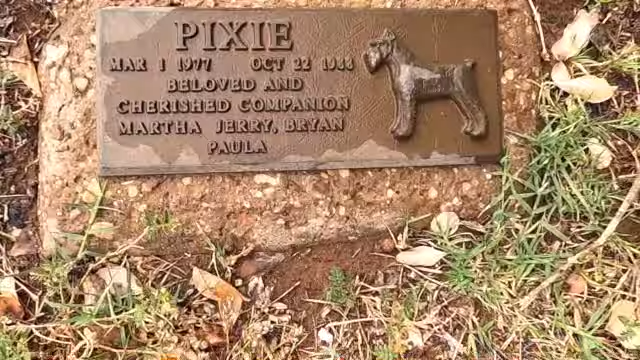 PIXIE
MAR 1 1977 OCT 22 1988
BELOVED AND
CHERISHED COMPANION
MARTHA JERRY, BRYAN
PAULA